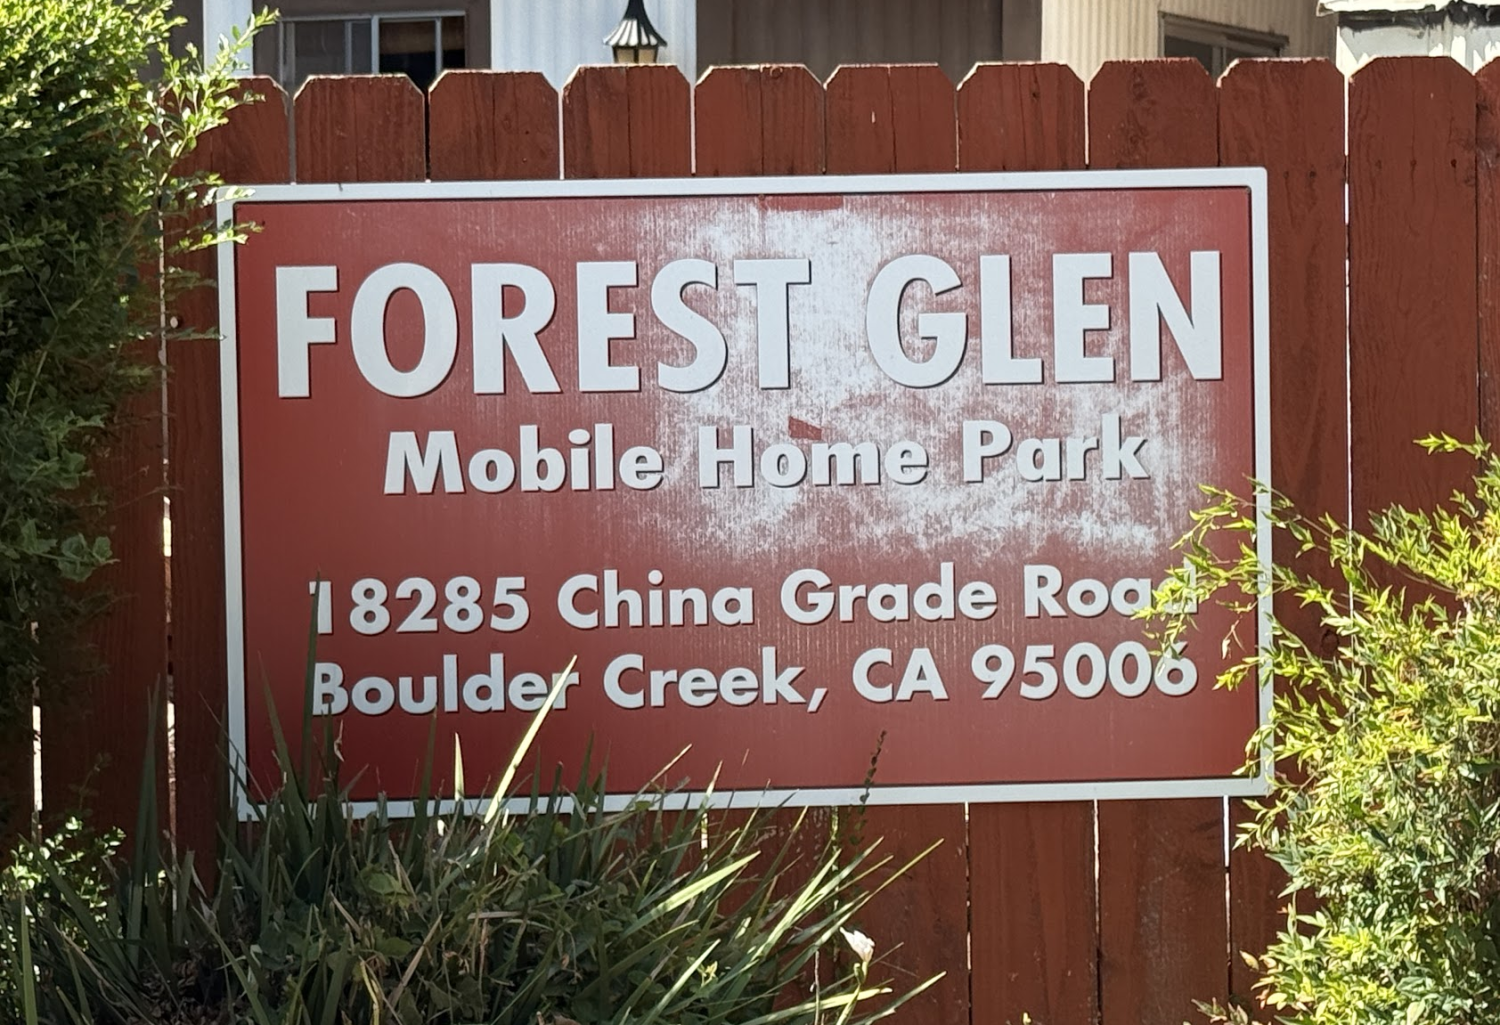 FOREST GLEN
Mobile Home Park
18285 China Grade Road
Boulder Creek, CA 95006